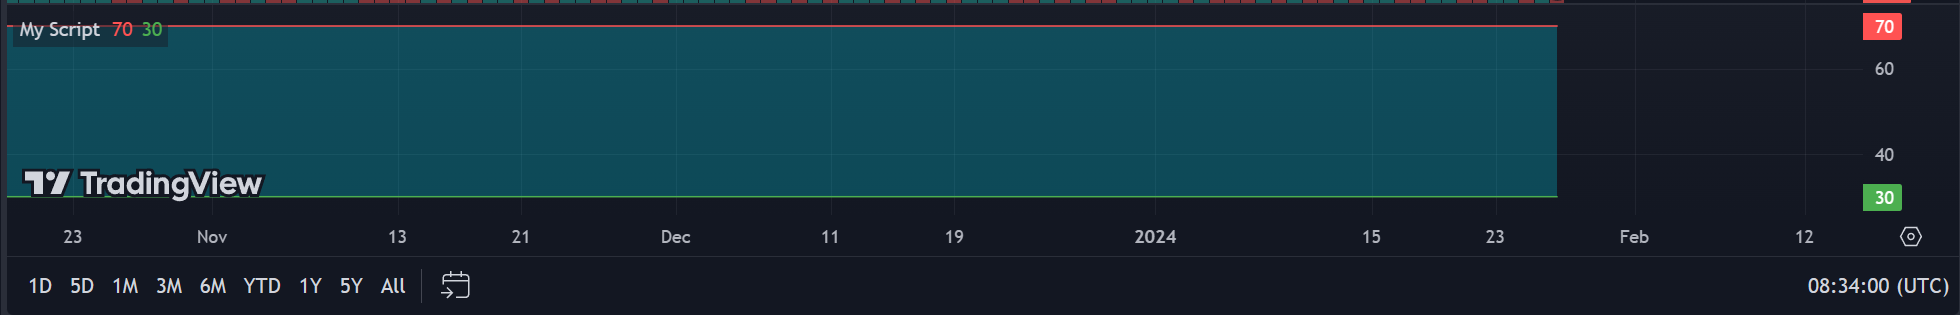 My Script 70 30
70
60
40
30
TradingView
23 Nov 13 21 Dec 11 19 2024 15 23 Feb 12
1D 5D 1M 3M 6M YTD 1Y 5Y All
08:34:00 (UTC)